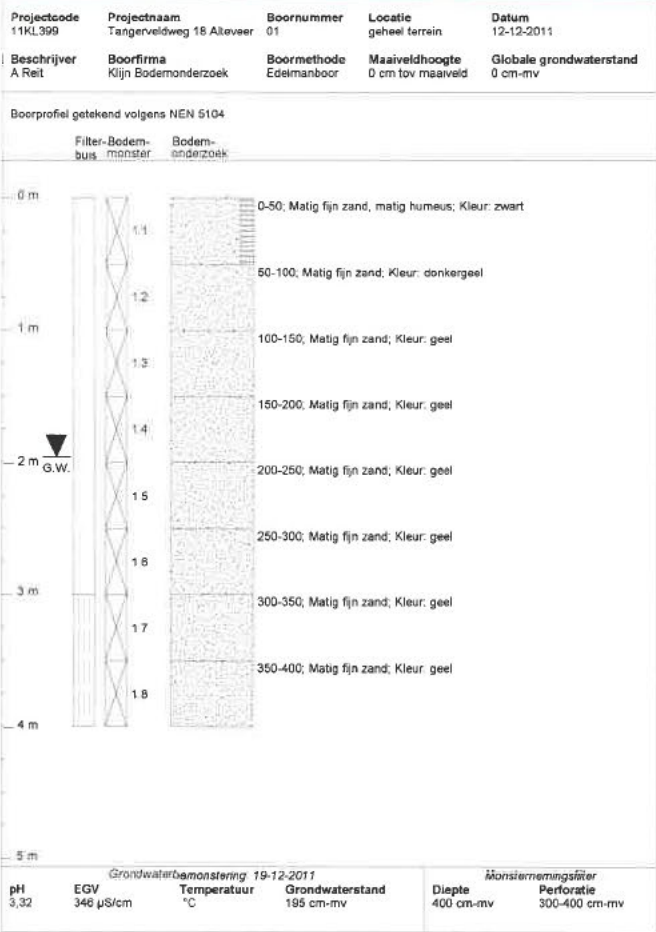 Projectcode Projectnaam Boornummer Locatie Datum
11KL399 Tangerveldweg 18 Alteveer 01 geheel terrein 12-12-2011
Beschrijver Boorfirma Boormethode Maaiveldhoogte Globale grondwaterstand
A Reit Klijn Bodemonderzoek Edelmanboor 0 cm tov maaiveld 0 cm-mv
Boorprofiel getekend volgens NEN 5104
Filter- Bodem- Bodem-
buis monster onderzoek
0 m
0-50; Matig fijn zand, matig humeus; Kleur: zwart
1.1
50-100; Matig fijn zand; Kleur: donkergeel
1.2
1 m
100-150; Matig fijn zand; Kleur: geel
1.3
150-200; Matig fijn zand; Kleur: geel
1.4
2 m G.W.
200-250; Matig fijn zand; Kleur: geel
1.5
250-300; Matig fijn zand; Kleur: geel
1.6
3 m
300-350; Matig fijn zand; Kleur: geel
1.7
350-400; Matig fijn zand; Kleur: geel
1.8
4 m
5 m
Grondwaterbemonstering 19-12-2011 Monsternemingsfilter
pH EGV Temperatuur Grondwaterstand Diepte Perforatie
3,32 346 µS/cm °C 195 cm-mv 400 cm-mv 300-400 cm-mv